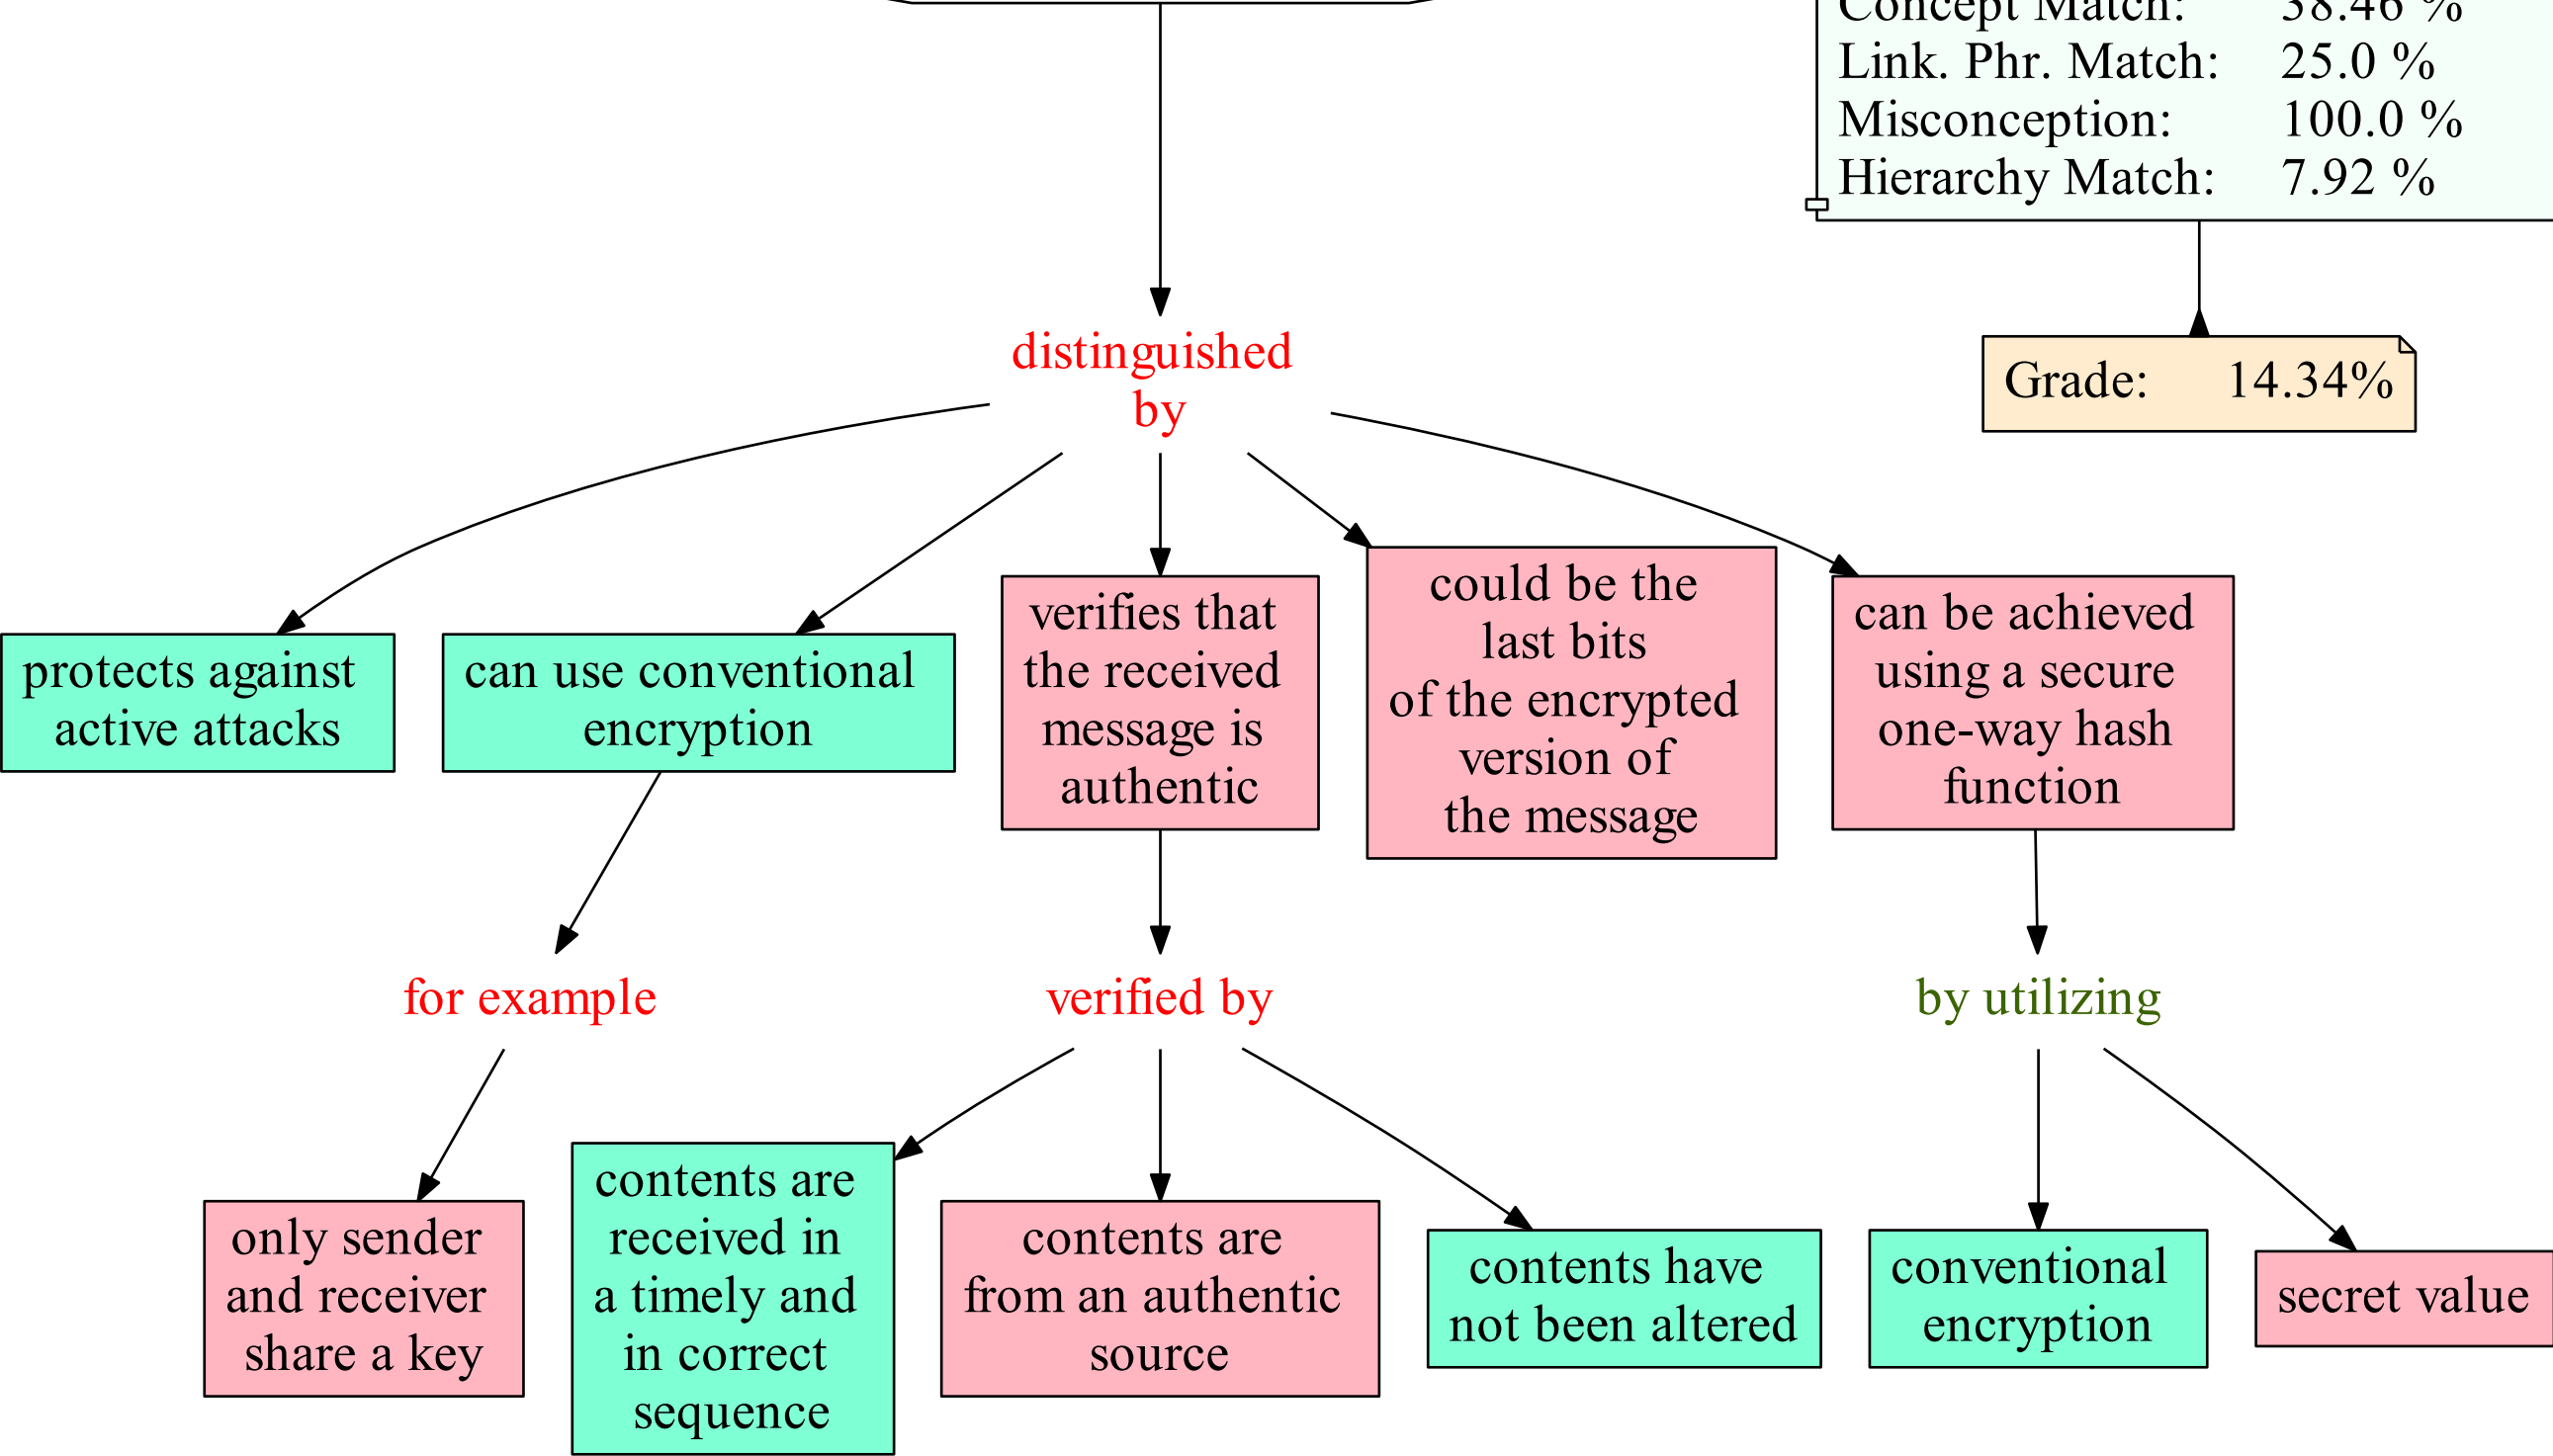 Concept Match: 38.46 %
Link. Phr. Match: 25.0 %
Misconception: 100.0 %
Hierarchy Match: 7.92 %
Grade: 14.34%
distinguished
by
protects against
active attacks
can use conventional
encryption
verifies that
the received
message is
authentic
could be the
last bits
of the encrypted
version of
the message
can be achieved
using a secure
one-way hash
function
for example
verified by
by utilizing
only sender
and receiver
share a key
contents are
received in
a timely and
in correct
sequence
contents are
from an authentic
source
contents have
not been altered
conventional
encryption
secret value